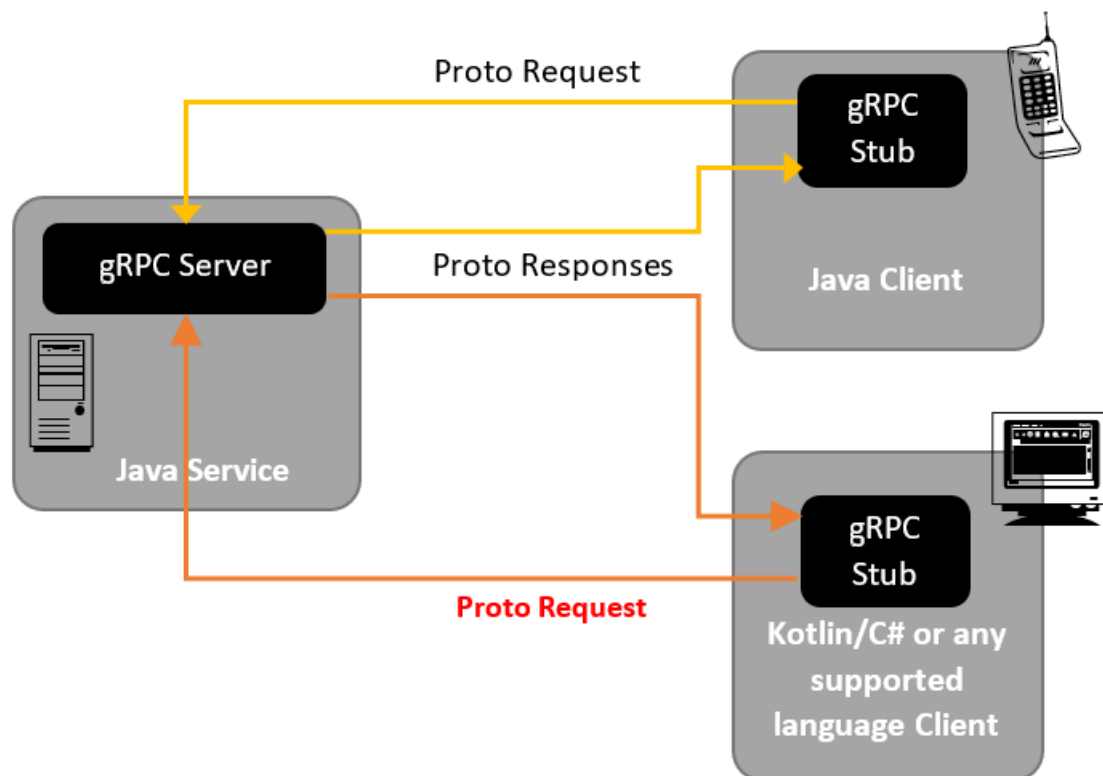 Proto Request
gRPC
Stub
Java Client
gRPC Server
Proto Responses
Java Service
gRPC
Stub
Proto Request
Kotlin/C# or any
supported
language Client